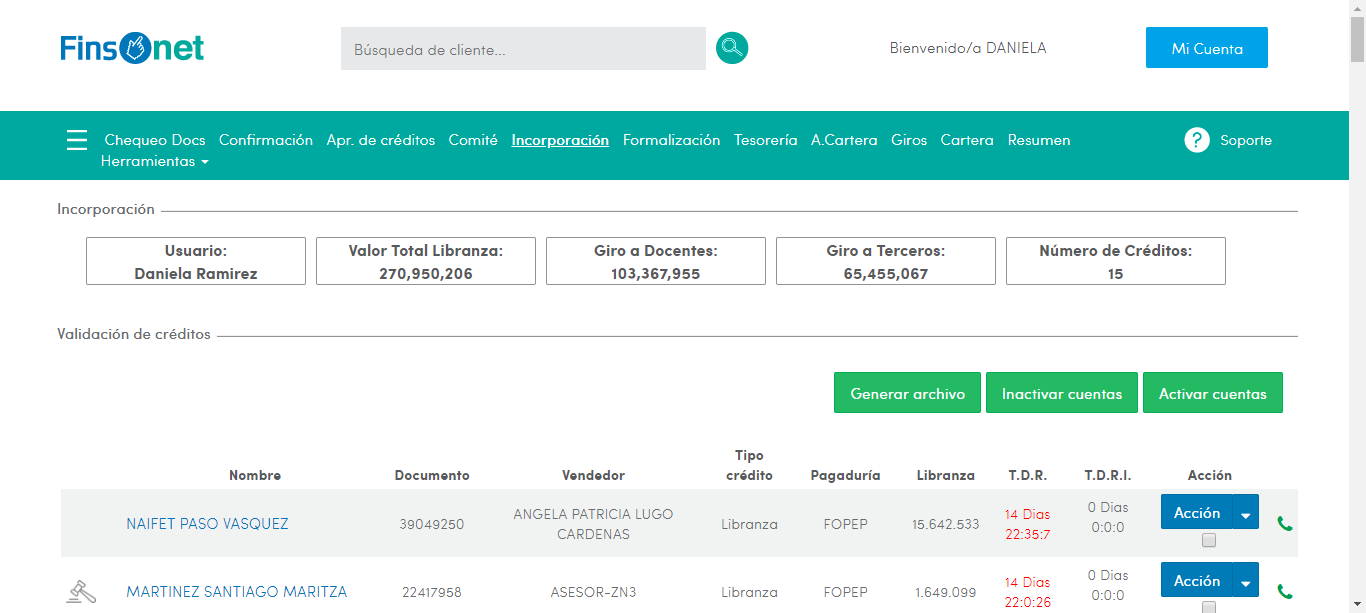 Fins net
Búsqueda de cliente...
Bienvenido/a DANIELA
Mi Cuenta
Chequeo Docs Confirmación Apr. de créditos Comité Incorporación Formalización Tesorería A.Cartera Giros Cartera Resumen
Herramientas
? Soporte
Incorporación
Usuario:
Daniela Ramirez
Valor Total Libranza:
270,950,206
Giro a Docentes:
103,367,955
Giro a Terceros:
65,455,067
Número de Créditos:
15
Validación de créditos
Generar archivo Inactivar cuentas Activar cuentas
Nombre Documento Vendedor Tipo crédito Pagaduría Libranza T.D.R. T.D.R.I. Acción
NAIFET PASO VASQUEZ 39049250 ANGELA PATRICIA LUGO CARDENAS Libranza FOPEP 15.642.533 14 Dias 22:35:7 0 Dias 0:0:0 Acción
MARTINEZ SANTIAGO MARITZA 22417958 ASESOR-ZN3 Libranza FOPEP 1.649.099 14 Dias 22:0:26 0 Dias 0:0:0 Acción